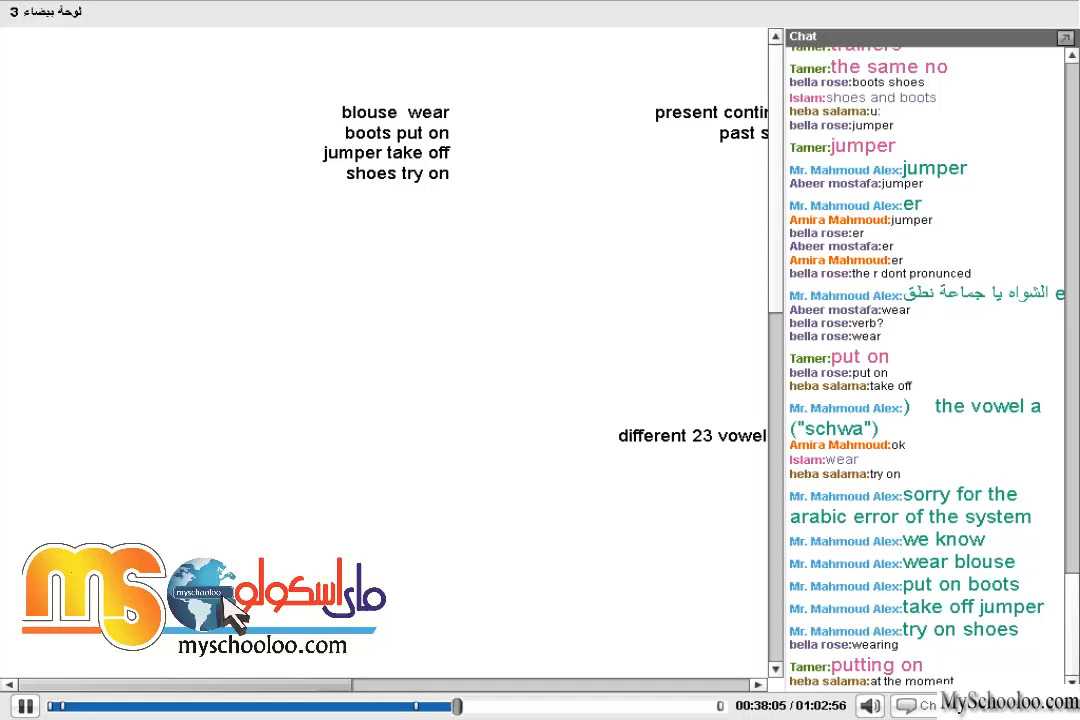 لوحة بيضاء 3
blouse wear
boots put on
jumper take off
shoes try on
present contin
past s
different 23 vowel
ms
myschooloo
ماى اسكولو
myschooloo.com
Chat
Tamer:trainers
Tamer:the same no
bella rose:boots shoes
Islam:shoes and boots
heba salama:u:
bella rose:jumper
Tamer:jumper
Mr. Mahmoud Alex:jumper
Abeer mostafa:jumper
Mr. Mahmoud Alex:er
Amira Mahmoud:jumper
bella rose:er
Abeer mostafa:er
Amira Mahmoud:er
bella rose:the r dont pronunced
Mr. Mahmoud Alex:الشواه يا جماعة نطق e
Abeer mostafa:wear
bella rose:verb?
bella rose:wear
Tamer:put on
bella rose:put on
heba salama:take off
Mr. Mahmoud Alex:) the vowel a
("schwa")
Amira Mahmoud:ok
Islam:wear
heba salama:try on
Mr. Mahmoud Alex:sorry for the
arabic error of the system
Mr. Mahmoud Alex:we know
Mr. Mahmoud Alex:wear blouse
Mr. Mahmoud Alex:put on boots
Mr. Mahmoud Alex:take off jumper
Mr. Mahmoud Alex:try on shoes
bella rose:wearing
Tamer:putting on
heba salama:at the moment
00:38:05 / 01:02:56
Ch
MySchooloo.com